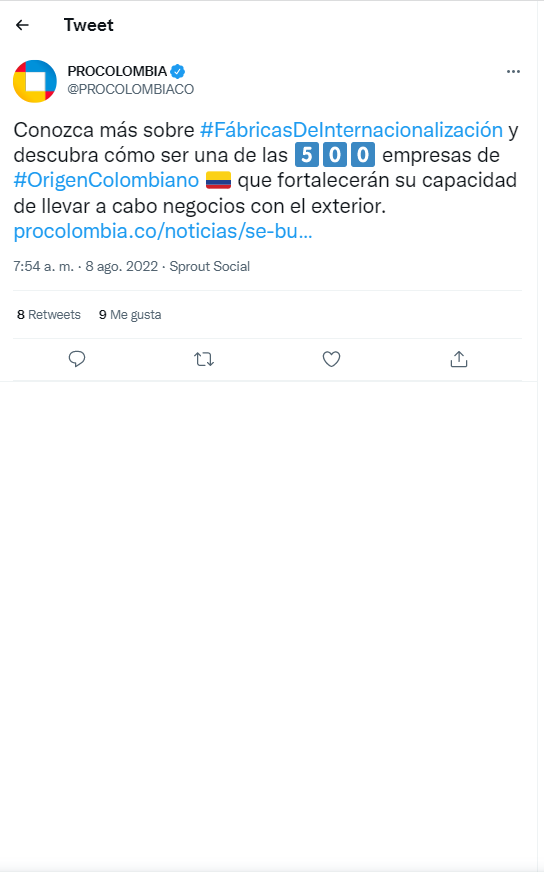 Tweet
PROCOLOMBIA
@PROCOLOMBIACO
Conozca más sobre #FábricasDeInternacionalización y
descubra cómo ser una de las 5️⃣0️⃣0️⃣ empresas de
#OrigenColombiano 🇨🇴 que fortalecerán su capacidad
de llevar a cabo negocios con el exterior.
procolombia.co/noticias/se-bu...
7:54 a. m. · 8 ago. 2022 · Sprout Social
8 Retweets 9 Me gusta